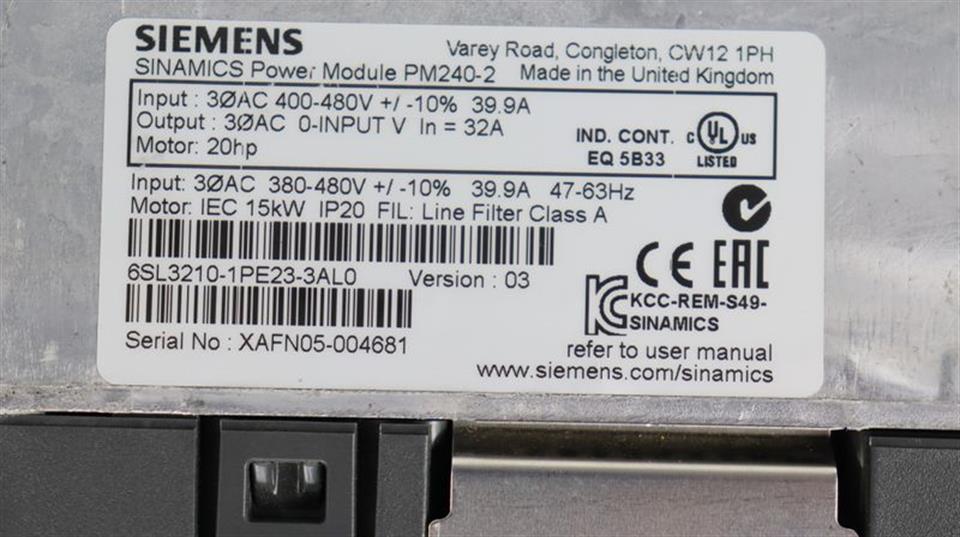 SIEMENS
Varey Road, Congleton, CW12 1PH
SINAMICS Power Module PM240-2 Made in the United Kingdom
Input : 3ØAC 400-480V +/ -10% 39.9A
Output : 3ØAC 0-INPUT V In = 32A
Motor: 20hp
IND. CONT.
EQ 5B33
C UL US
LISTED
Input: 3ØAC 380-480V +/ -10% 39.9A 47-63Hz
Motor: IEC 15kW IP20 FIL: Line Filter Class A
6SL3210-1PE23-3AL0 Version : 03
CE EAC
KCC-REM-S49-
SINAMICS
Serial No : XAFN05-004681
refer to user manual
www.siemens.com/sinamics